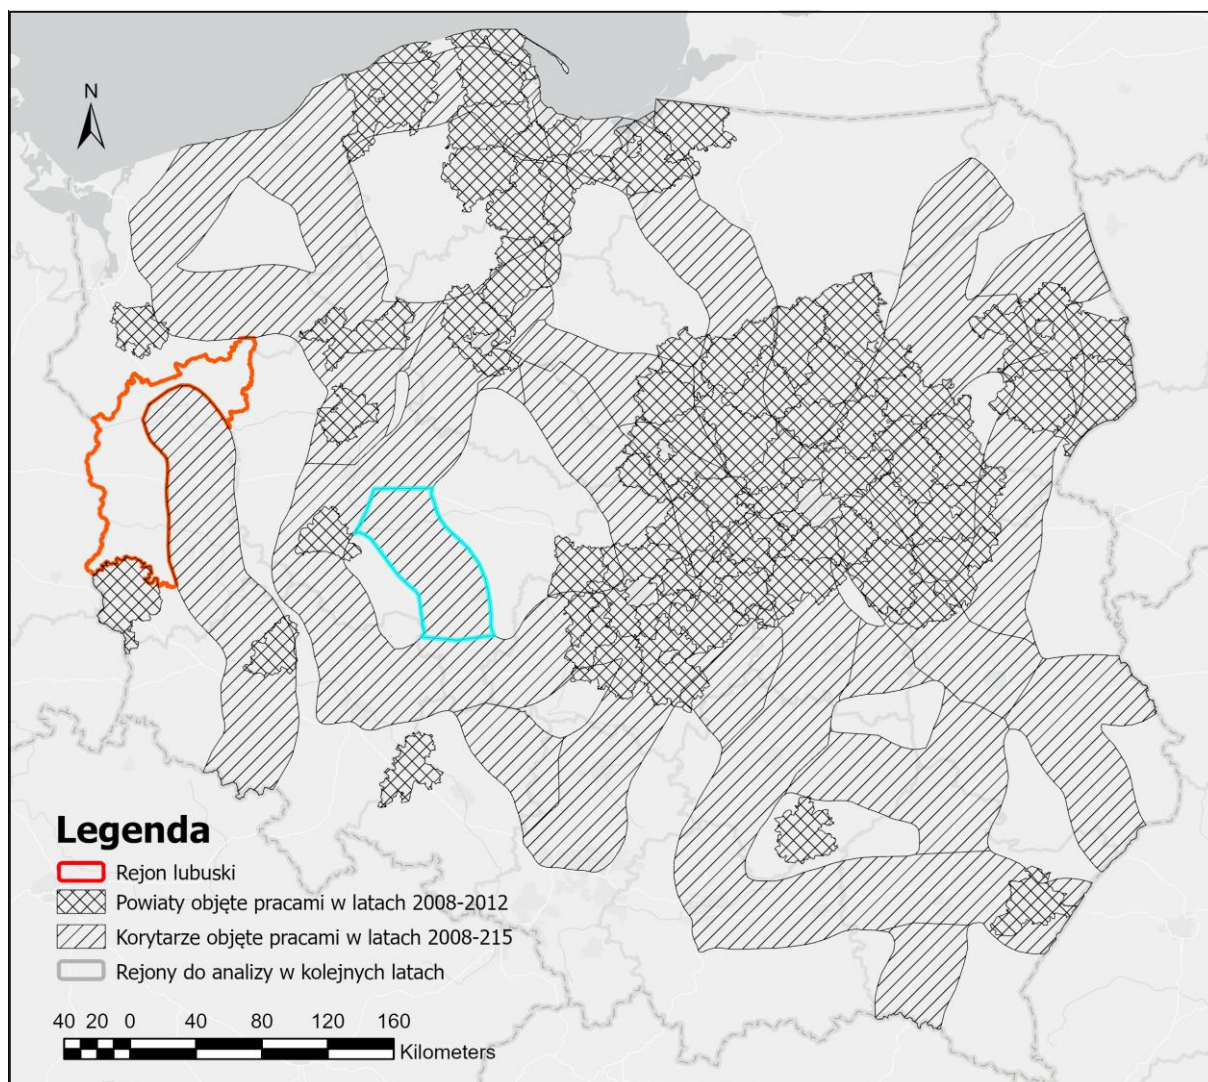 N
Legenda
Rejon lubuski
Powiaty objęte pracami w latach 2008-2012
Korytarze objęte pracami w latach 2008-215
Rejony do analizy w kolejnych latach
40 20 0 40 80 120 160
Kilometers